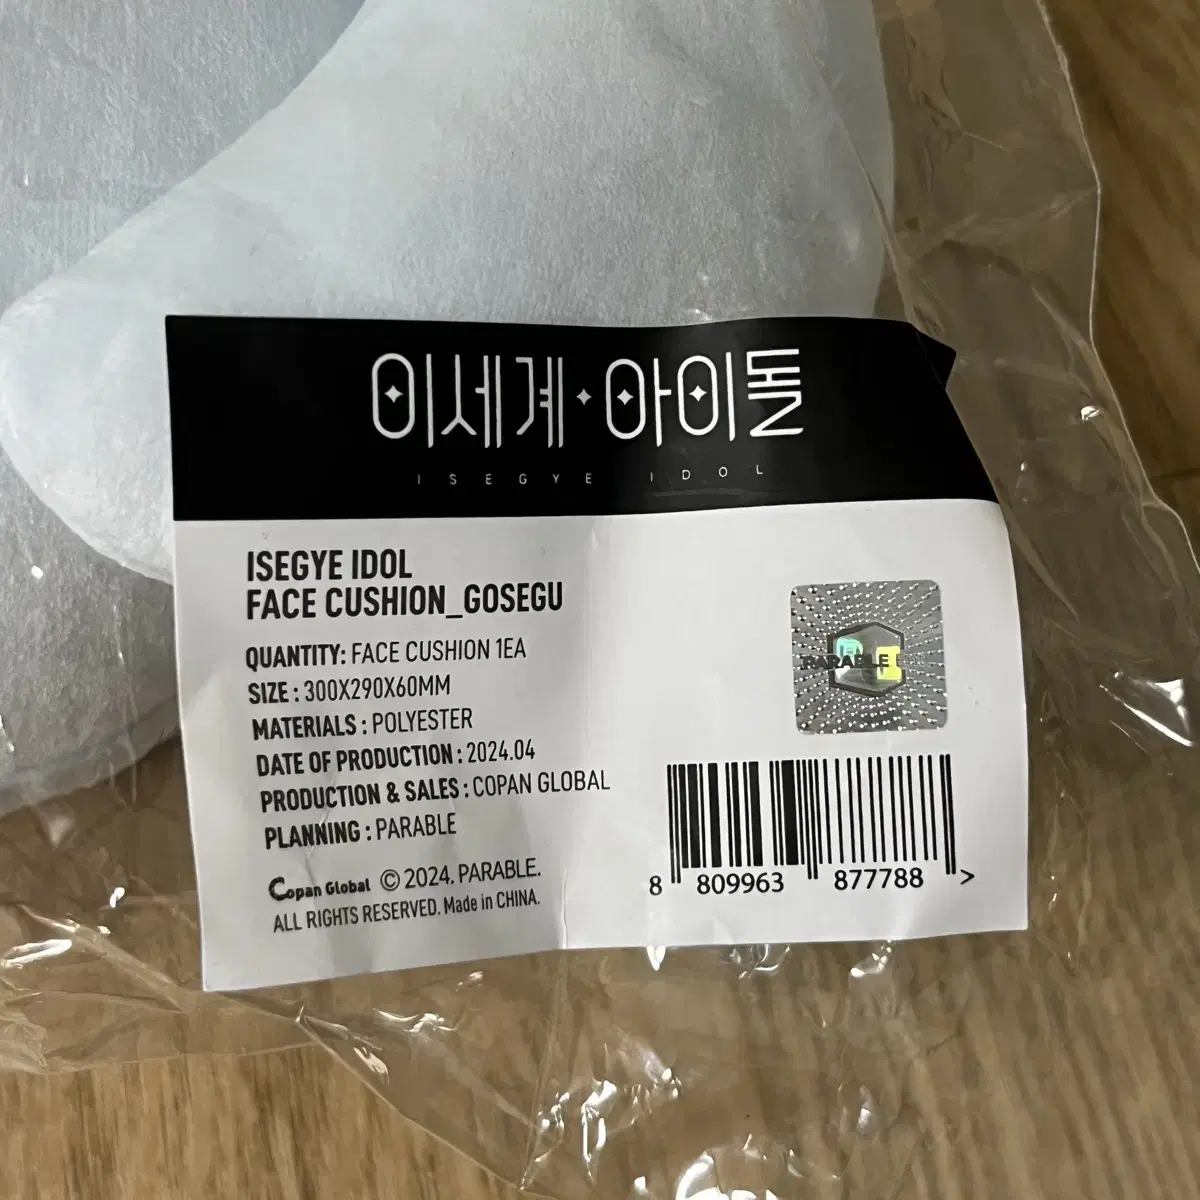 이세계·아이돌
ISEGYE IDOL
ISEGYE IDOL
FACE CUSHION_GOSEGU
QUANTITY: FACE CUSHION 1EA
SIZE : 300X290X60MM
MATERIALS : POLYESTER
DATE OF PRODUCTION : 2024.04
PRODUCTION & SALES : COPAN GLOBAL
PLANNING : PARABLE
Copan Global © 2024. PARABLE.
ALL RIGHTS RESERVED. Made in CHINA.
PARABLE
8 809963 877788 >